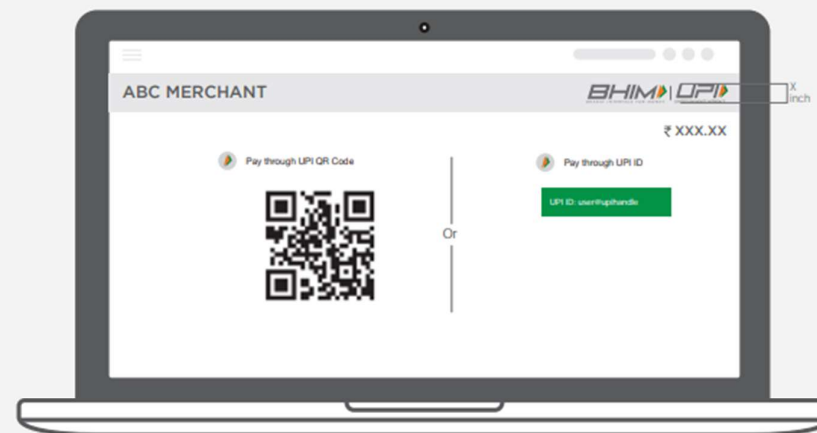 ABC MERCHANT
BHIM UPI
X
inch
₹ XXX.XX
Pay through UPI QR Code
Pay through UPI ID
UPI ID: user@upihandle
Or